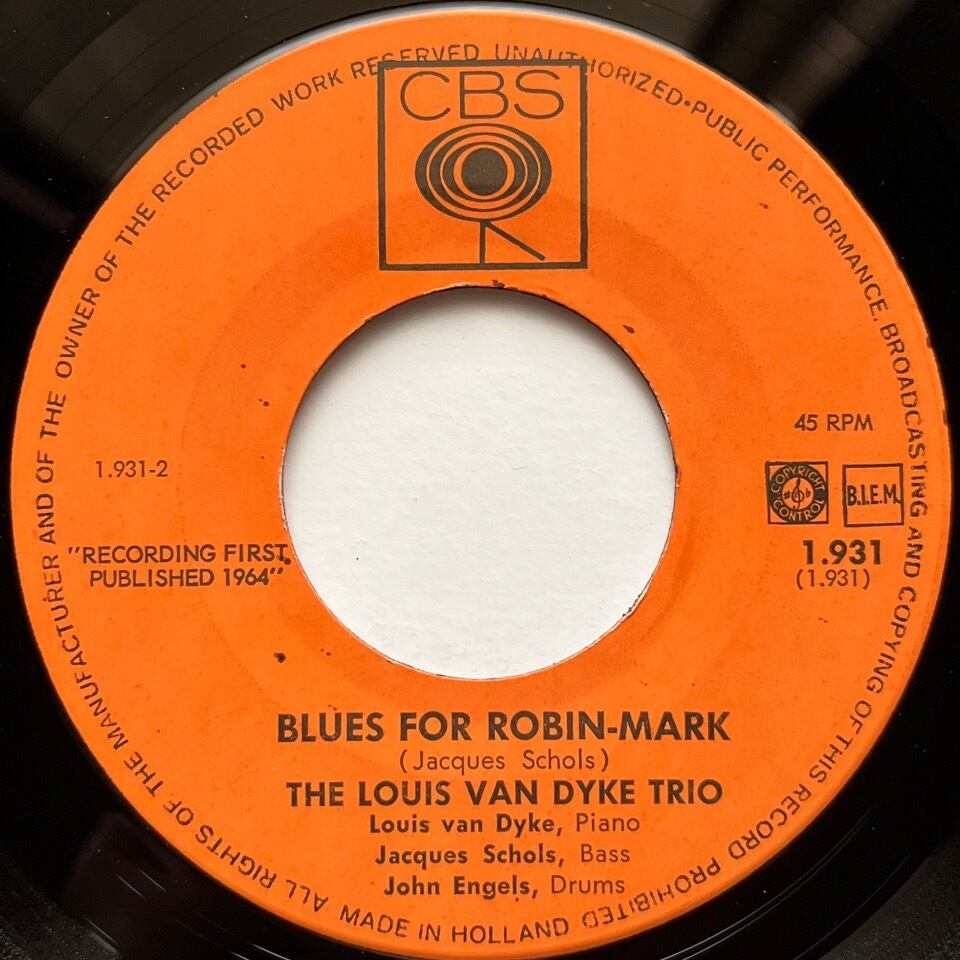 ALL RIGHTS OF THE MANUFACTURER AND OF THE OWNER OF THE RECORDED WORK RESERVED UNAUTHORIZED•PUBLIC PERFORMANCE. BROADCASTING AND COPYING OF THIS RECORD PROHIBITED
MADE IN HOLLAND
CBS
45 RPM
1.931-2
COPYRIGHT CONTROL
B.I.E.M.
"RECORDING FIRST
PUBLISHED 1964"
1.931
(1.931)
BLUES FOR ROBIN-MARK
(Jacques Schols)
THE LOUIS VAN DYKE TRIO
Louis van Dyke, Piano
Jacques Schols, Bass
John Engels, Drums